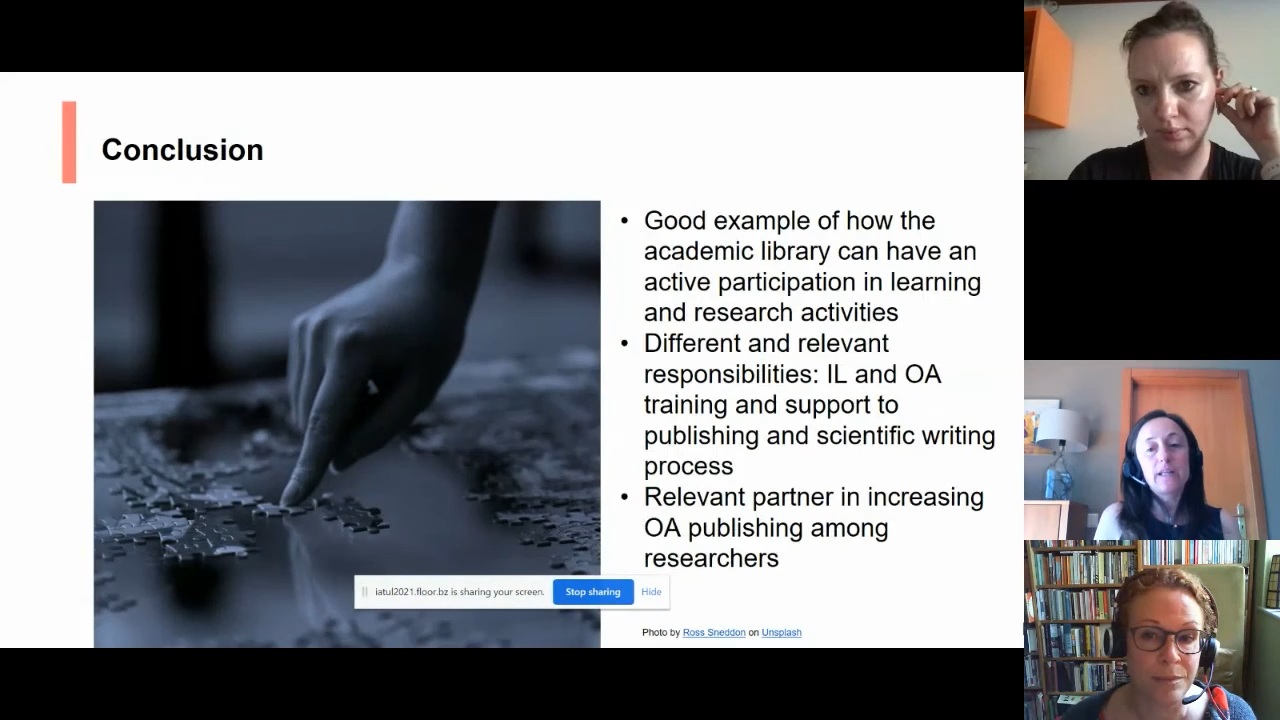 Conclusion
• Good example of how the
academic library can have an
active participation in learning
and research activities
• Different and relevant
responsibilities: IL and OA
training and support to
publishing and scientific writing
process
• Relevant partner in increasing
OA publishing among
researchers
iatul2021.floor.bz is sharing your screen. Stop sharing Hide
Photo by Ross Sneddon on Unsplash